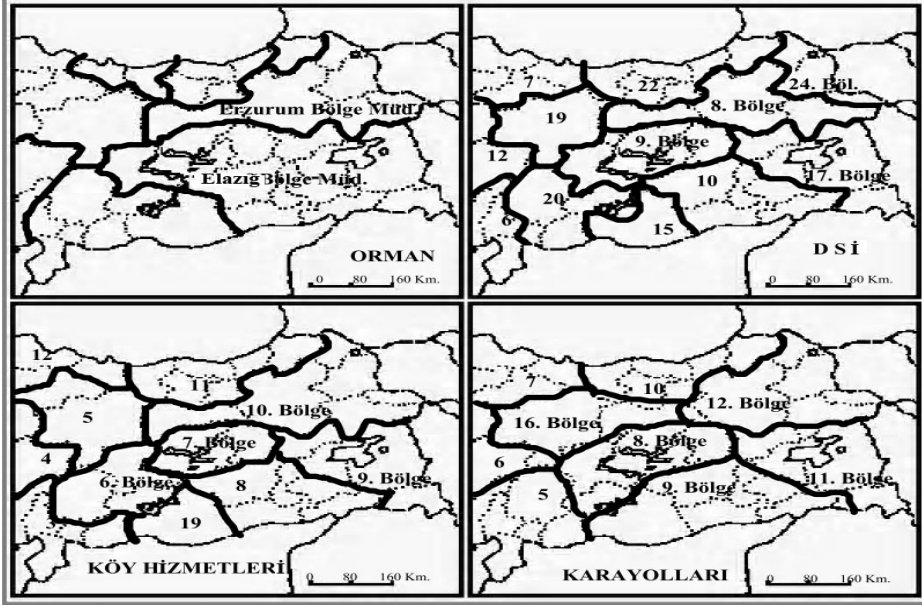 Erzurum Bölge Müd.
Elazığ Bölge Müd.
ORMAN
0 80 160 Km.
7
22
24. Böl.
19
8. Bölge
12
9. Bölge
17. Bölge
10
20
6
15
D S İ
0 80 160 Km.
12
11
5
10. Bölge
7. Bölge
4
6. Bölge
8
9. Bölge
19
KÖY HİZMETLERİ
0 80 160 Km.
7
10
12. Bölge
16. Bölge
8. Bölge
6
5
9. Bölge
11. Bölge
KARAYOLLARI
0 80 160 Km.